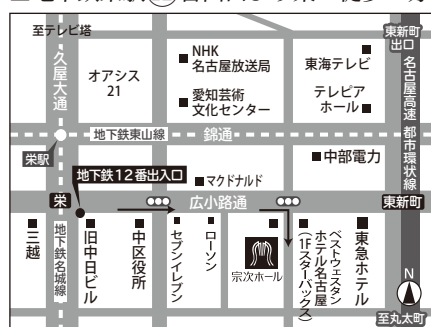 至テレビ塔
東新町
出口
久屋大通
オアシス
21
NHK
名古屋放送局
愛知芸術
文化センター
東海テレビ
テレピア
ホール
名古屋高速 都市環状線
地下鉄東山線
錦通
栄駅
中部電力
地下鉄12番出入口
マクドナルド
栄
広小路通
東新町
三越
地下鉄名城線
旧中日ビル
中区役所
セブンイレブン
ローソン
宗次ホール
ベストウェスタン
ホテル名古屋
(1Fスターバックス)
東急ホテル
N
至丸太町